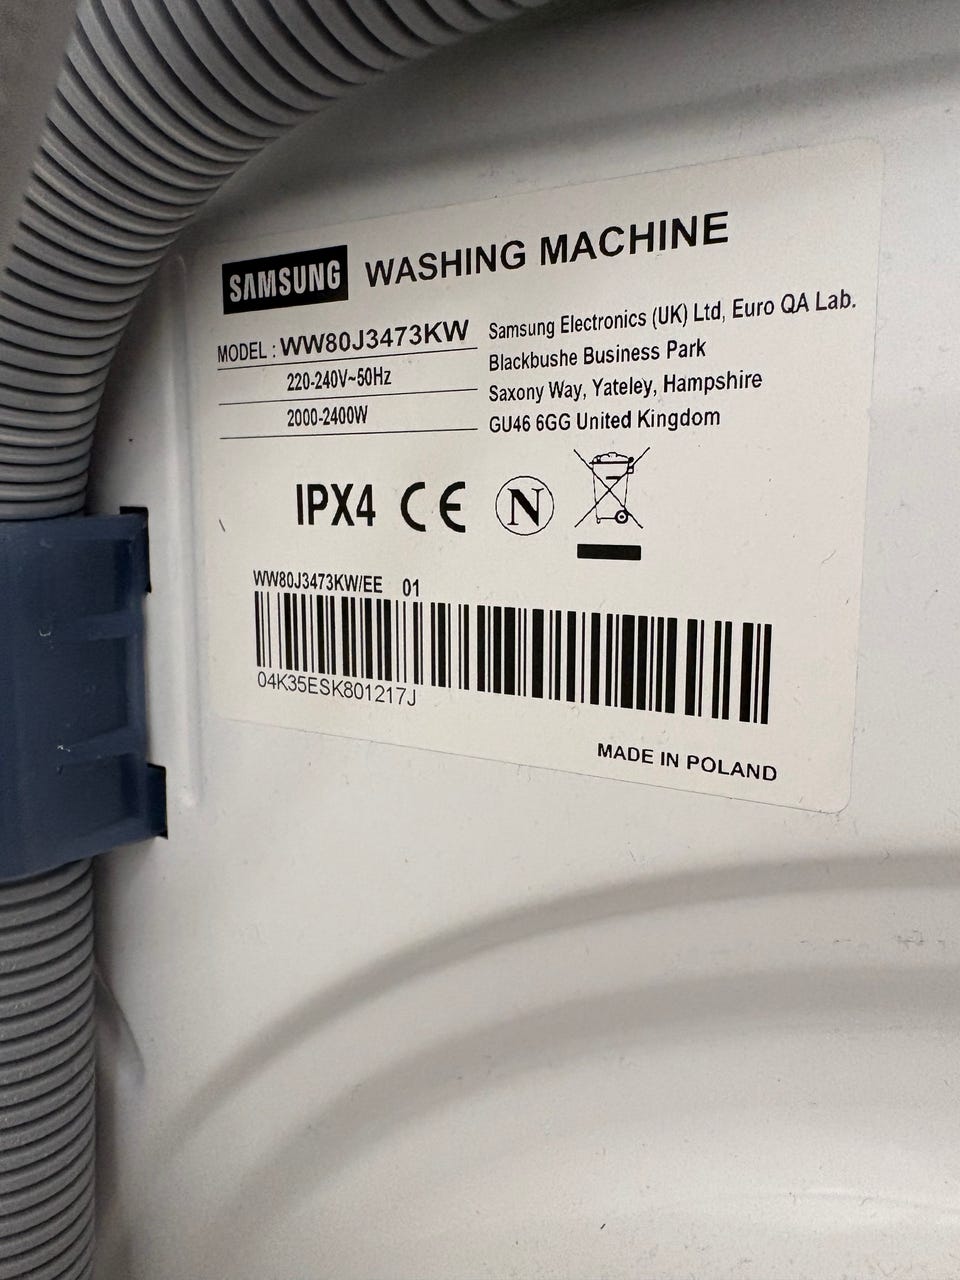 SAMSUNG WASHING MACHINE
MODEL : WW80J3473KW
220-240V~50Hz
2000-2400W
Samsung Electronics (UK) Ltd, Euro QA Lab.
Blackbushe Business Park
Saxony Way, Yateley, Hampshire
GU46 6GG United Kingdom
IPX4 CE N
WW80J3473KW/EE 01
04K35ESK801217J
MADE IN POLAND